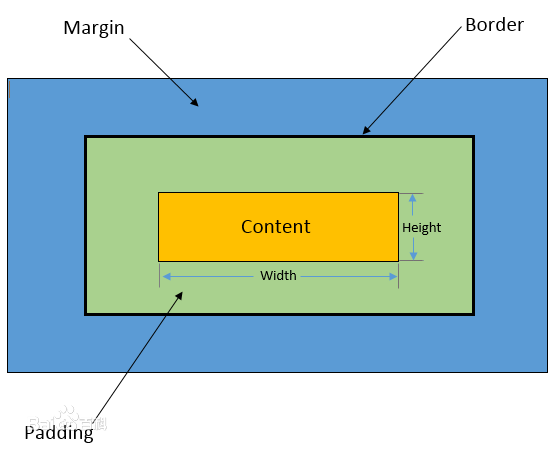 Margin
Border
Content
Height
Width
Padding